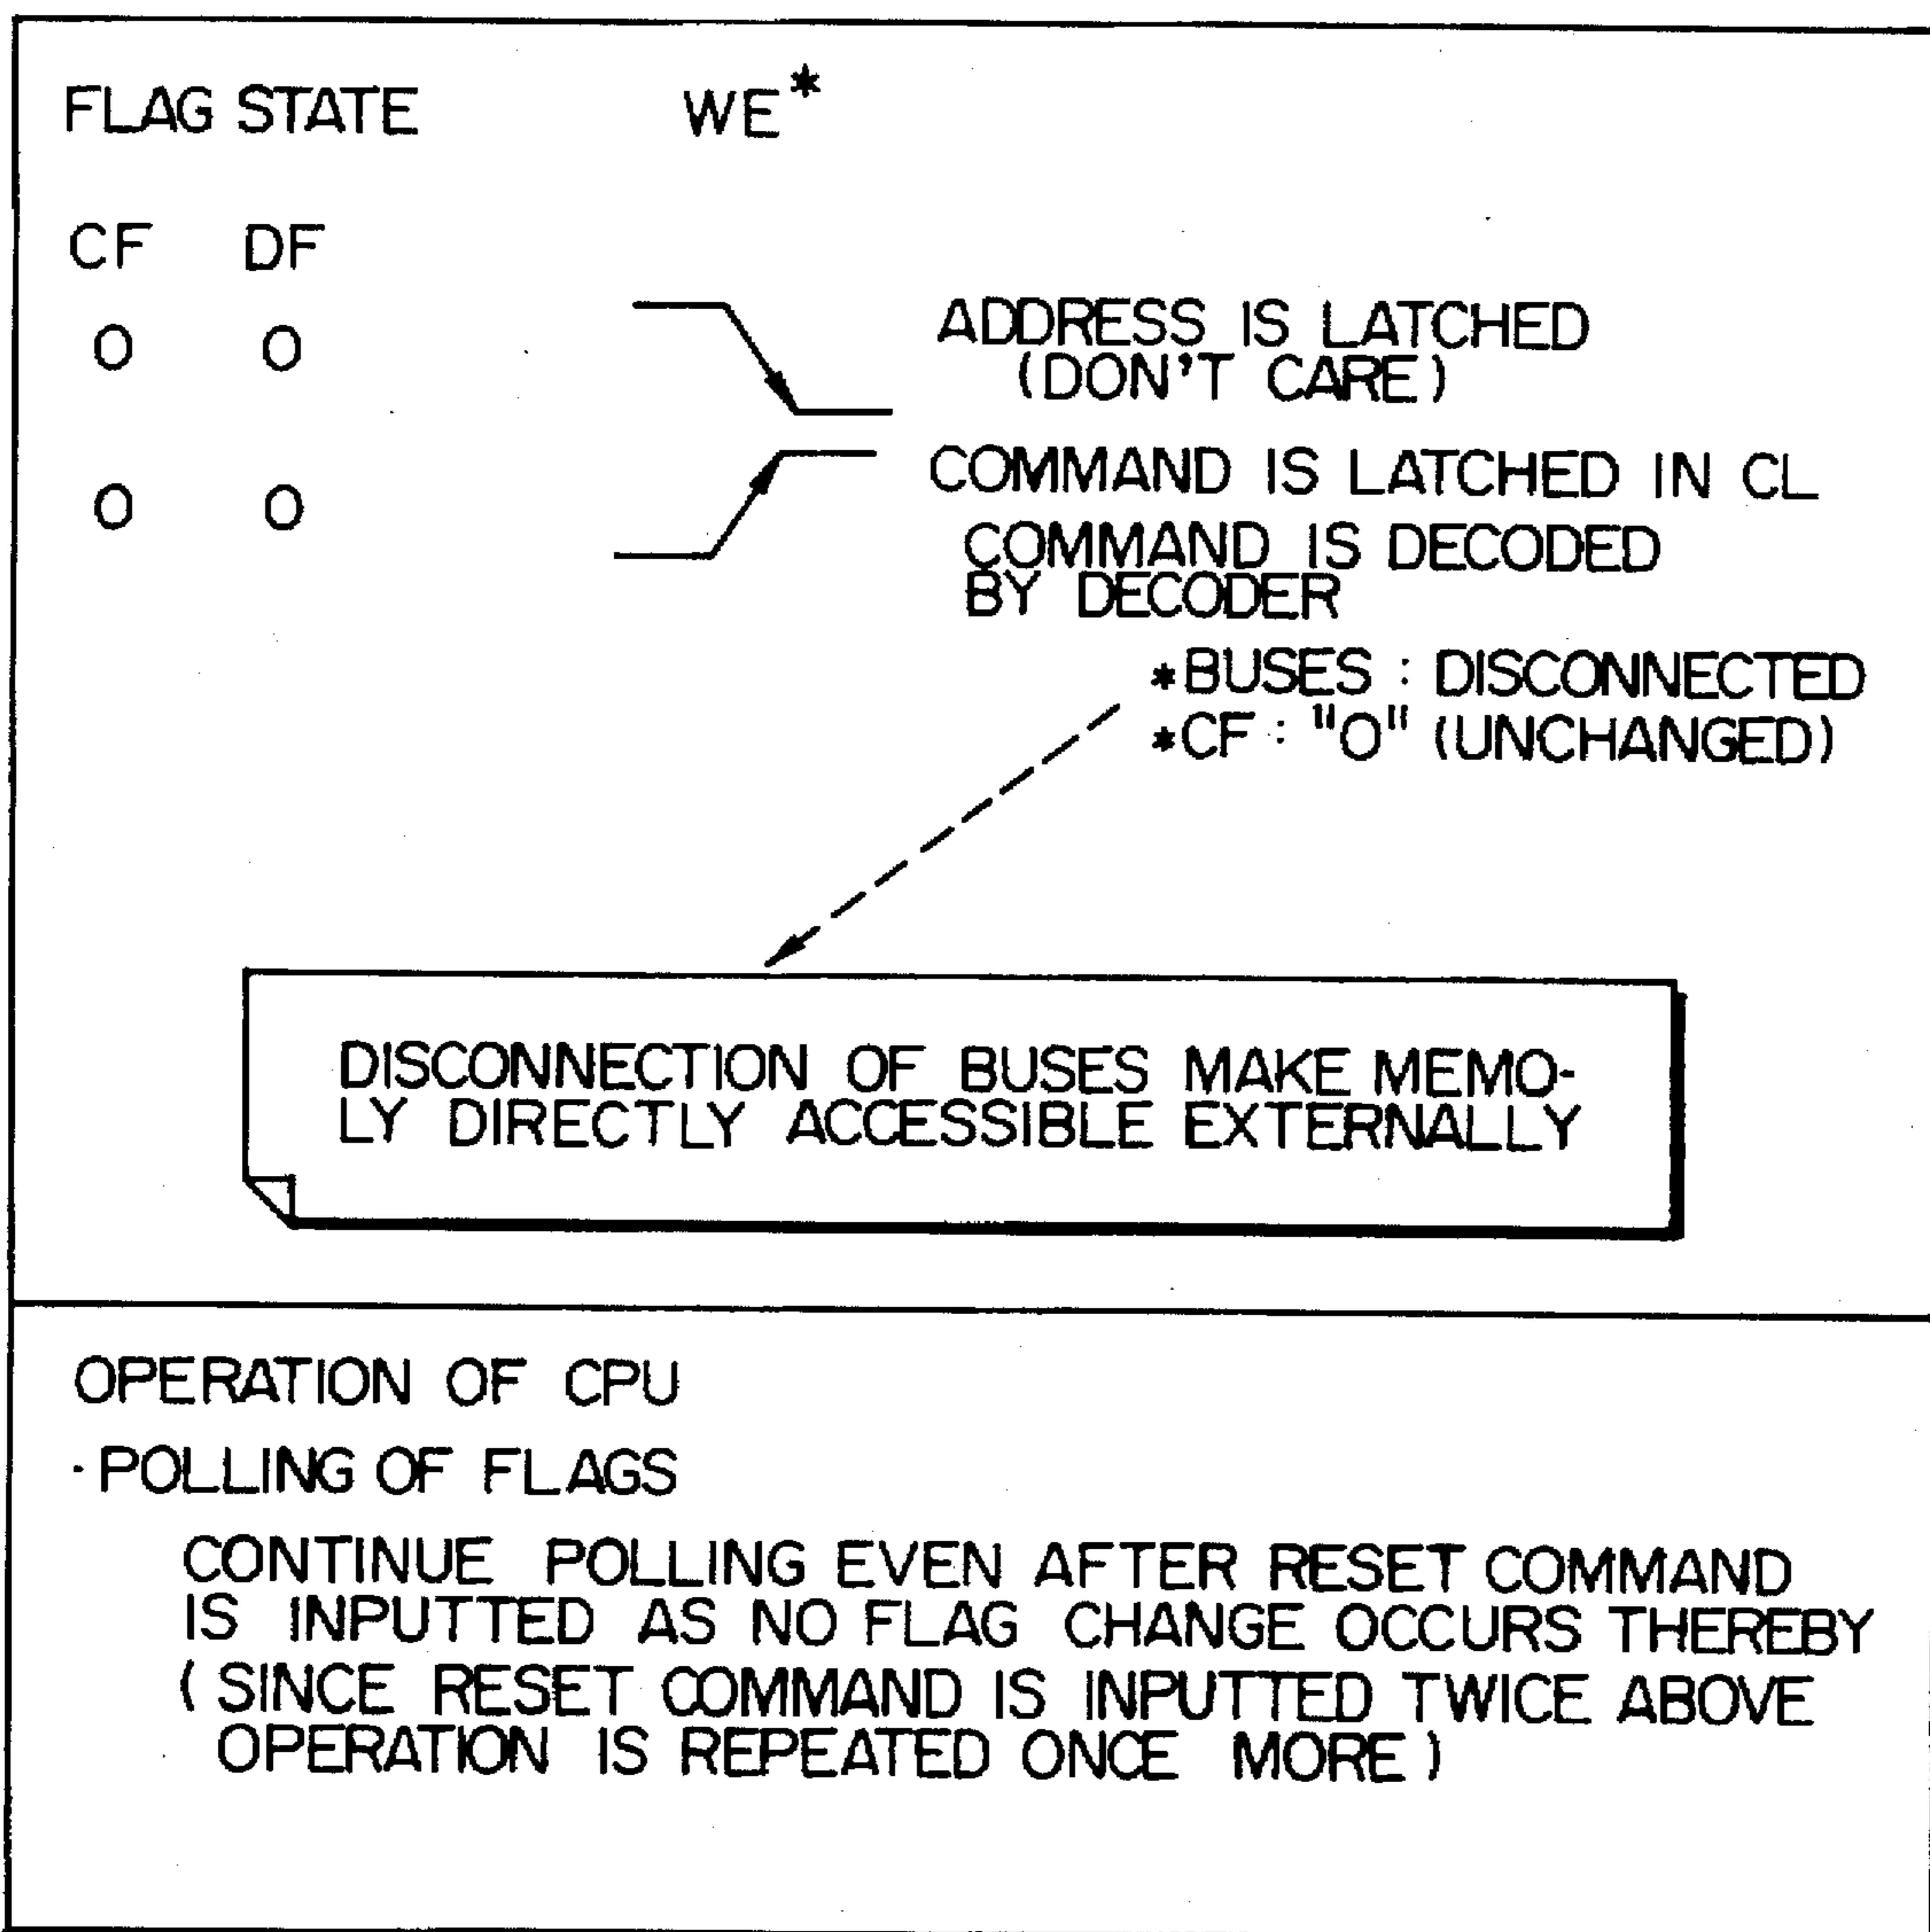 FLAG STATE WE*
CF DF
0 0 ADDRESS IS LATCHED
(DON'T CARE)
0 0 COMMAND IS LATCHED IN CL
COMMAND IS DECODED
BY DECODER
*BUSES : DISCONNECTED
*CF : "0" (UNCHANGED)
DISCONNECTION OF BUSES MAKE MEMO-
LY DIRECTLY ACCESSIBLE EXTERNALLY
OPERATION OF CPU
· POLLING OF FLAGS
CONTINUE POLLING EVEN AFTER RESET COMMAND
IS INPUTTED AS NO FLAG CHANGE OCCURS THEREBY
( SINCE RESET COMMAND IS INPUTTED TWICE ABOVE
OPERATION IS REPEATED ONCE MORE )